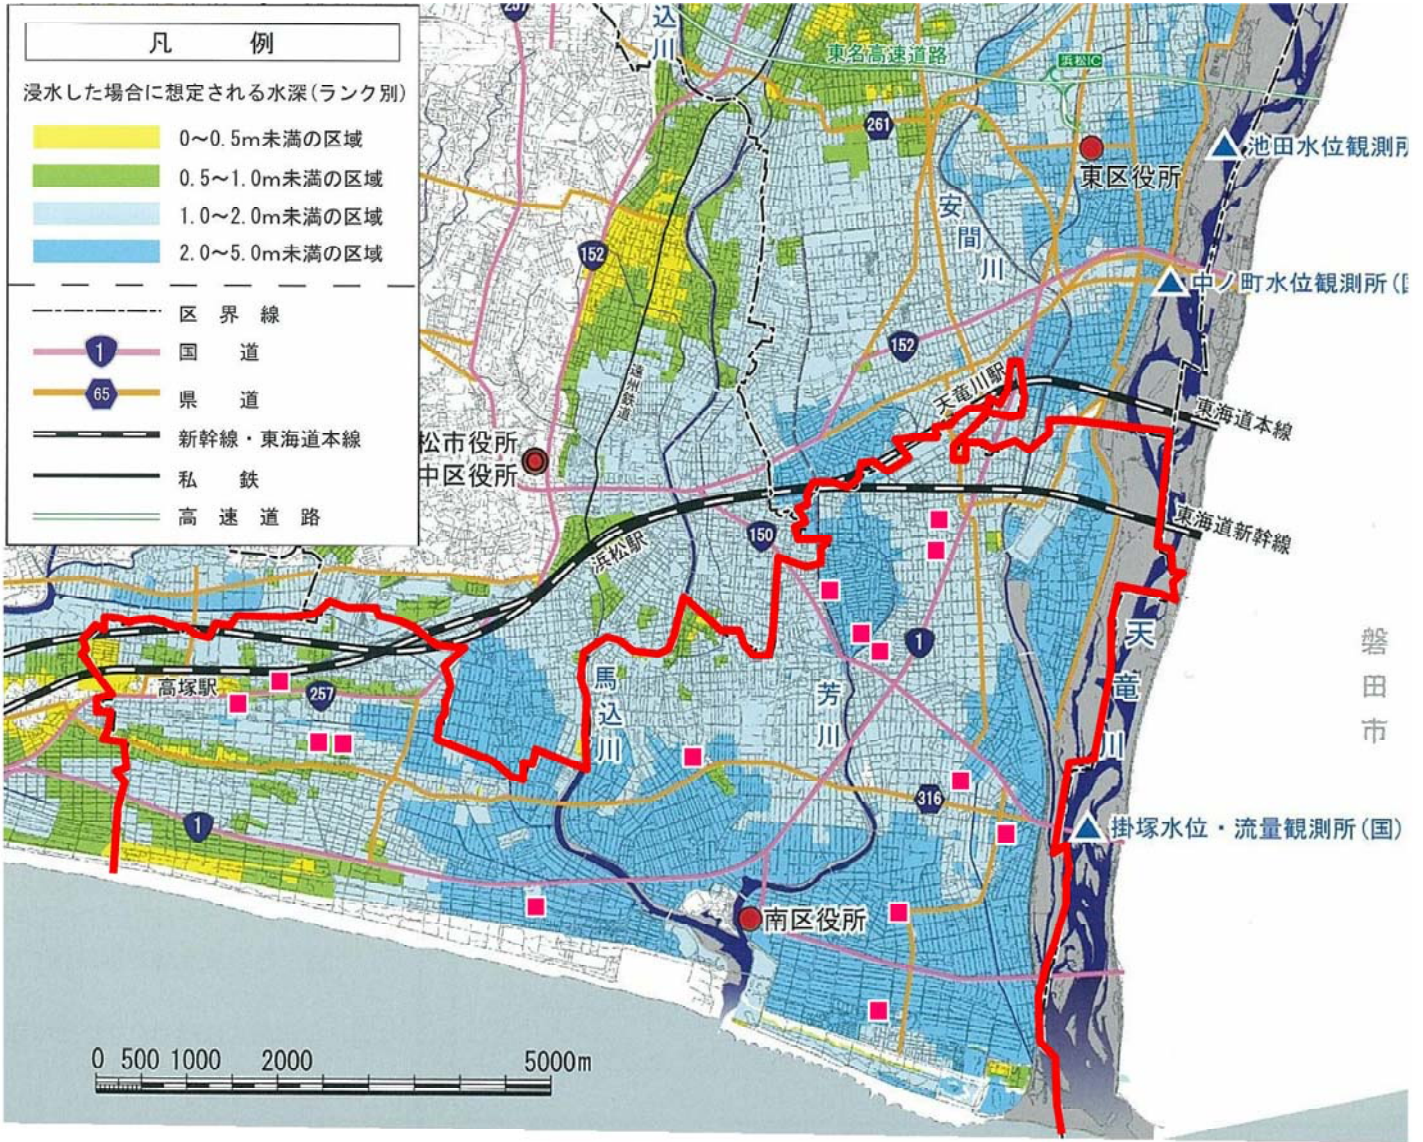 凡 例
浸水した場合に想定される水深(ランク別)
0～0.5m未満の区域
0.5～1.0m未満の区域
1.0～2.0m未満の区域
2.0～5.0m未満の区域
区 界 線
1
国 道
65
県 道
新幹線・東海道本線
私 鉄
高 速 道 路
257
込川
東名高速道路
浜松IC
261
東区役所
池田水位観測所
安間川
152
中ノ町水位観測所(
152
遠州鉄道
天竜川駅
東海道本線
松市役所
中区役所
150
浜松駅
東海道新幹線
1
天竜川
磐田市
高塚駅
257
馬込川
芳川
316
1
掛塚水位・流量観測所(国)
南区役所
0 500 1000 2000 5000m